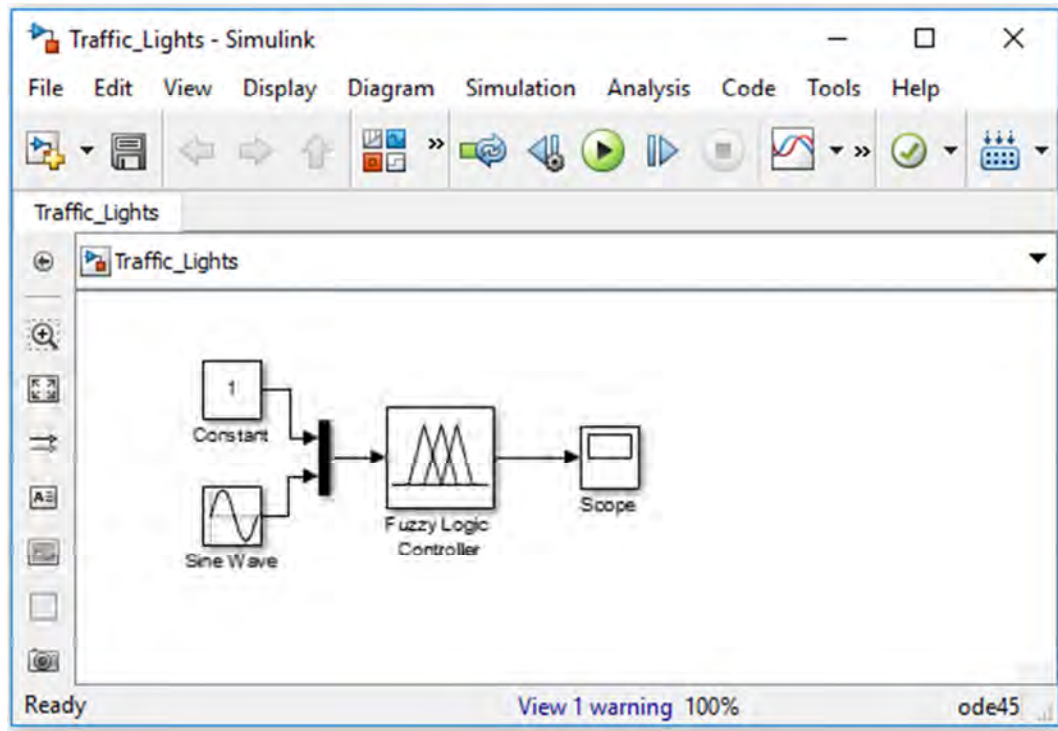 Traffic_Lights - Simulink
File Edit View Display Diagram Simulation Analysis Code Tools Help
Traffic_Lights
Traffic_Lights
1
Constant
Sine Wave
Fuzzy Logic
Controller
Scope
Ready View 1 warning 100% ode45